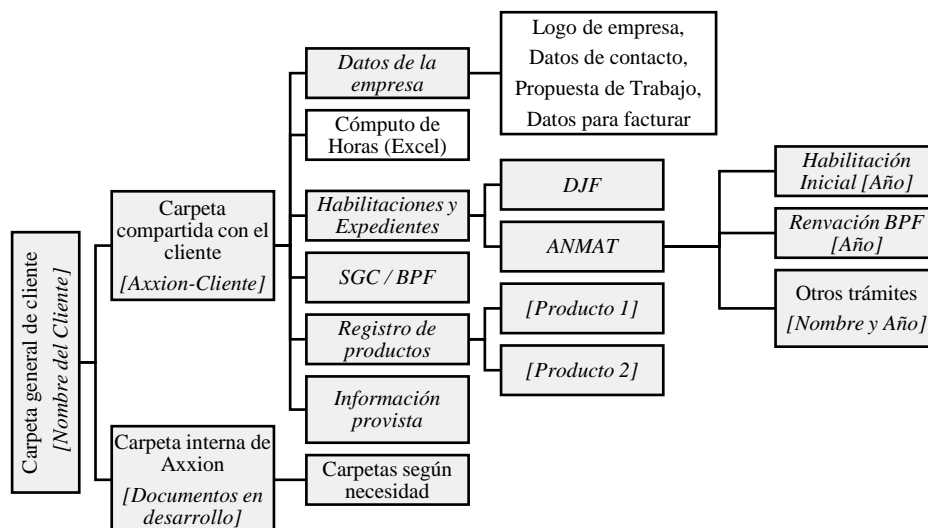 Carpeta general de cliente
[Nombre del Cliente]
Carpeta
compartida con el
cliente
[Axxion-Cliente]
Datos de la
empresa
Logo de empresa,
Datos de contacto,
Propuesta de Trabajo,
Datos para facturar
Cómputo de
Horas (Excel)
Habilitaciones y
Expedientes
DJF
ANMAT
Habilitación
Inicial [Año]
Renvación BPF
[Año]
Otros trámites
[Nombre y Año]
SGC / BPF
Registro de
productos
[Producto 1]
[Producto 2]
Información
provista
Carpeta interna de
Axxion
[Documentos en
desarrollo]
Carpetas según
necesidad